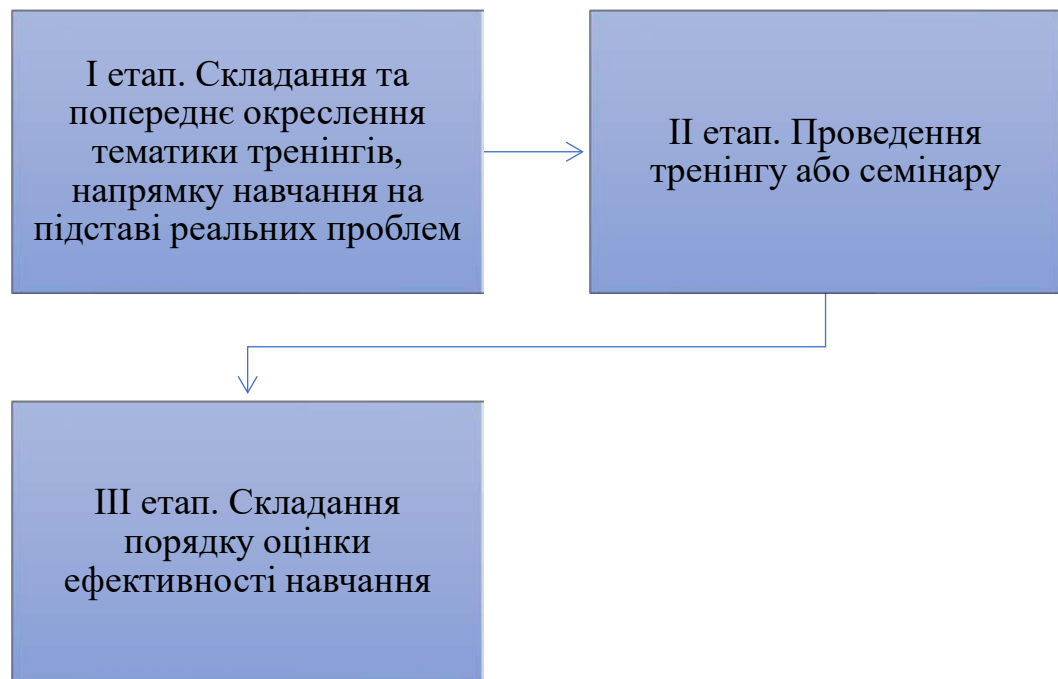 I етап. Складання та
попереднє окреслення
тематики тренінгів,
напрямку навчання на
підставі реальних проблем
II етап. Проведення
тренінгу або семінару
III етап. Складання
порядку оцінки
ефективності навчання